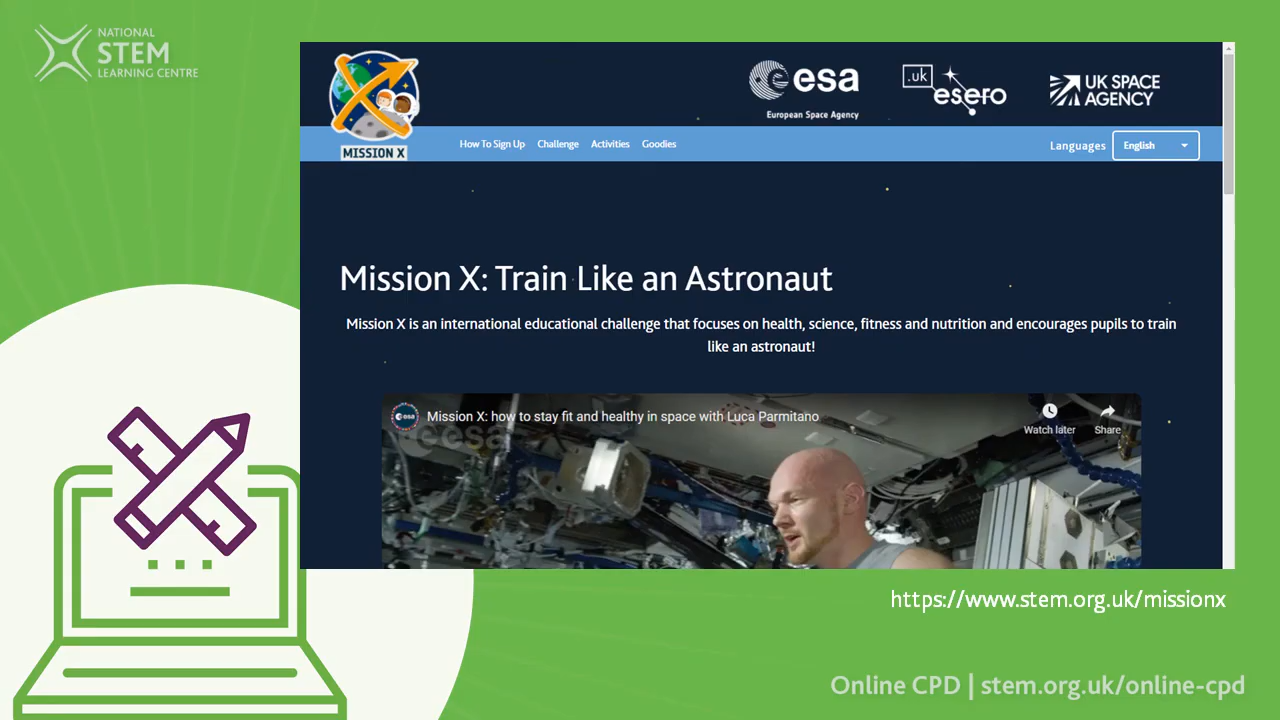 NATIONAL
STEM
LEARNING CENTRE
esa
European Space Agency
.uk
esero
UK SPACE
AGENCY
MISSION X
How To Sign Up Challenge Activities Goodies
Languages English
Mission X: Train Like an Astronaut
Mission X is an international educational challenge that focuses on health, science, fitness and nutrition and encourages pupils to train
like an astronaut!
esa
Mission X: how to stay fit and healthy in space with Luca Parmitano
Watch later Share
esa
https://www.stem.org.uk/missionx
Online CPD | stem.org.uk/online-cpd